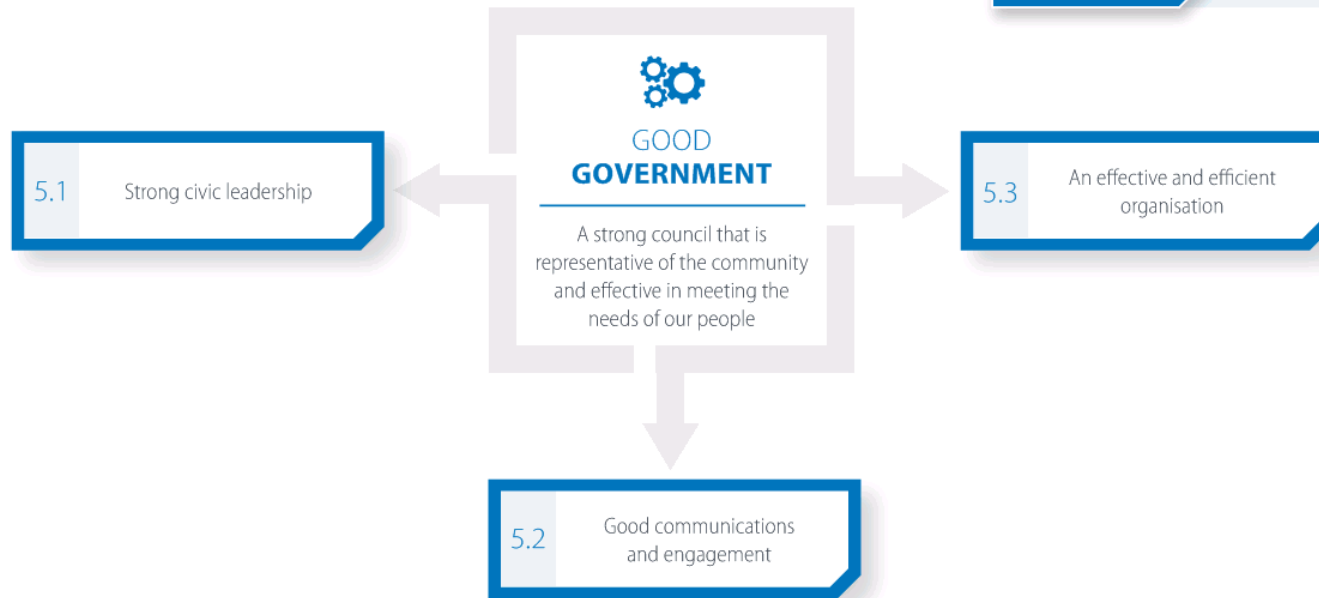 GOOD
GOVERNMENT
A strong council that is
representative of the community
and effective in meeting the
needs of our people
5.1
Strong civic leadership
5.2
Good communications
and engagement
5.3
An effective and efficient
organisation